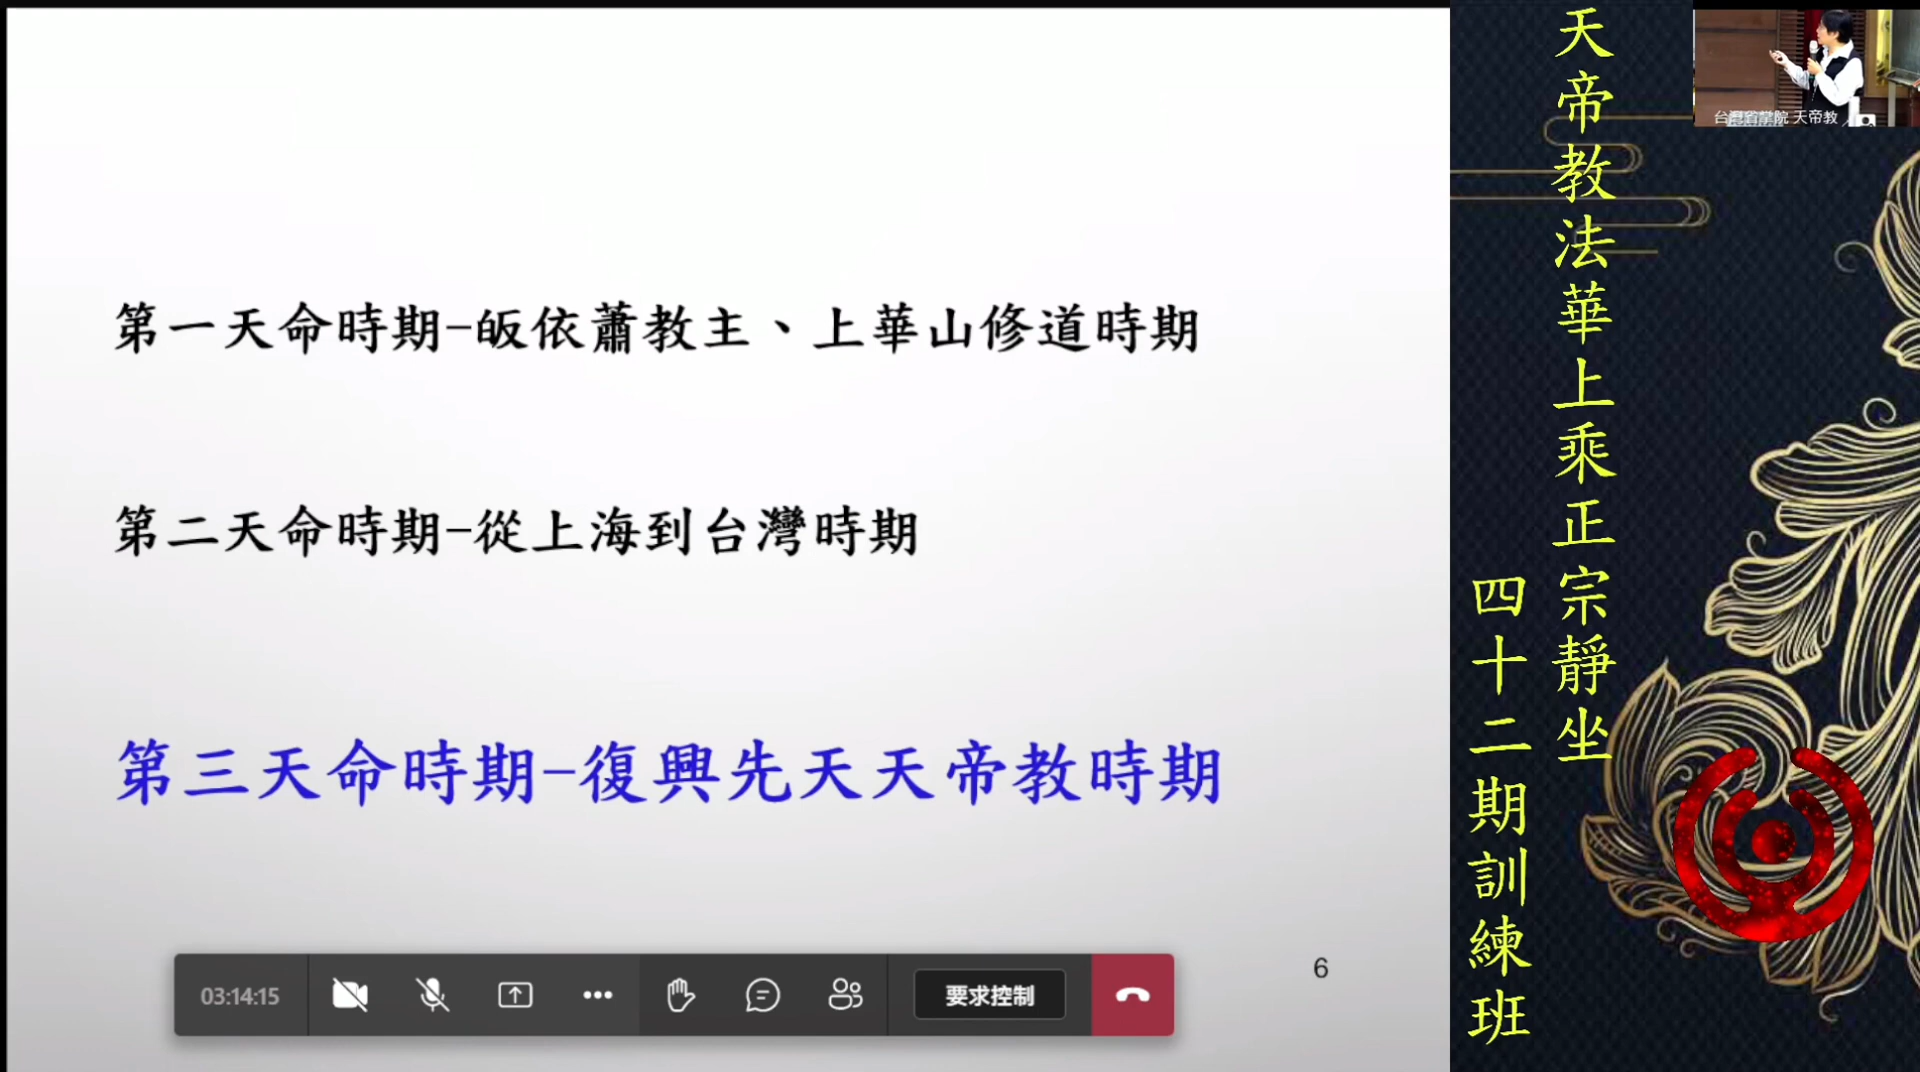 第一天命時期-皈依蕭教主、上華山修道時期
第二天命時期-從上海到台灣時期
第三天命時期-復興先天天帝教時期
6
03:14:15
要求控制
天帝教法華上乘正宗靜坐
四十二期訓練班
天帝教